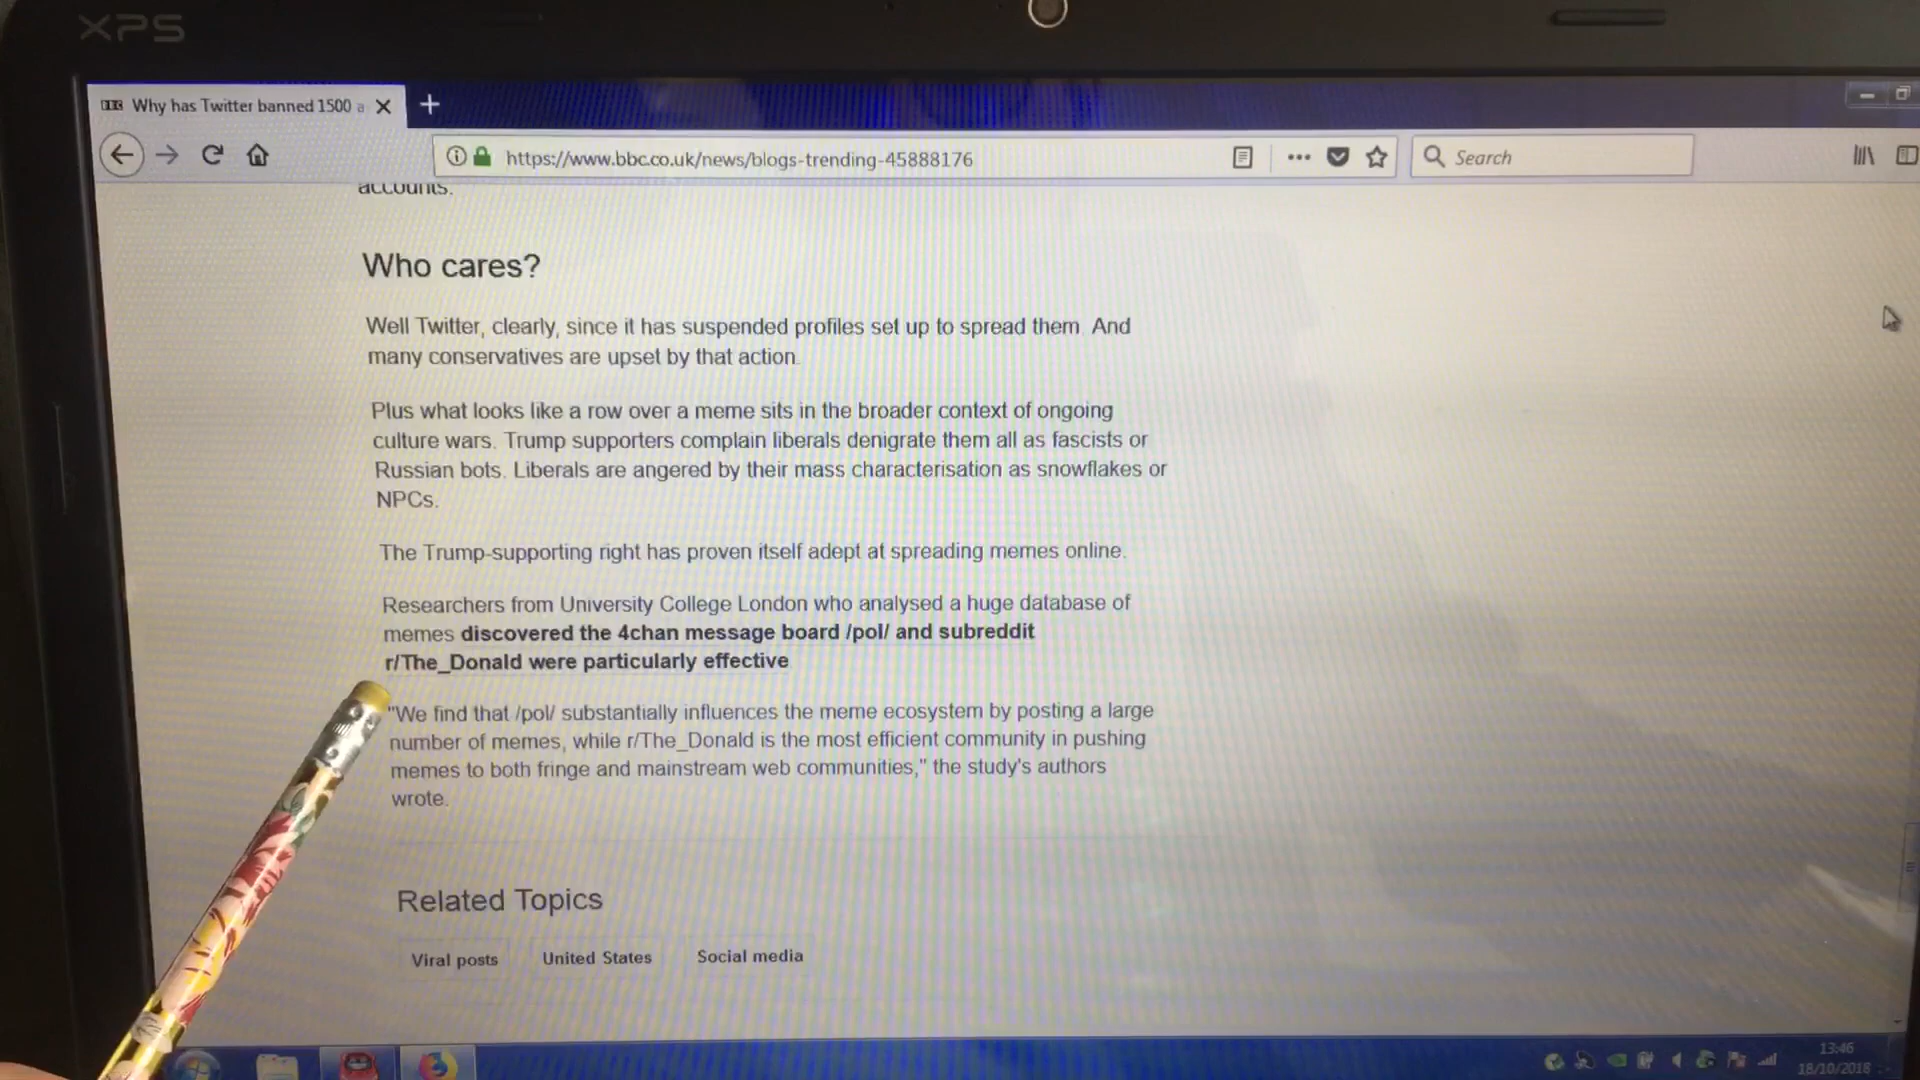 XPS
BBC Why has Twitter banned 1500 a
https://www.bbc.co.uk/news/blogs-trending-45888176
Search
accounts.
Who cares?
Well Twitter, clearly, since it has suspended profiles set up to spread them. And
many conservatives are upset by that action.
Plus what looks like a row over a meme sits in the broader context of ongoing
culture wars. Trump supporters complain liberals denigrate them all as fascists or
Russian bots. Liberals are angered by their mass characterisation as snowflakes or
NPCs.
The Trump-supporting right has proven itself adept at spreading memes online.
Researchers from University College London who analysed a huge database of
memes discovered the 4chan message board /pol/ and subreddit
r/The_Donald were particularly effective
"We find that /pol/ substantially influences the meme ecosystem by posting a large
number of memes, while r/The_Donald is the most efficient community in pushing
memes to both fringe and mainstream web communities," the study's authors
wrote.
Related Topics
Viral posts United States Social media
13:46
18/10/2018